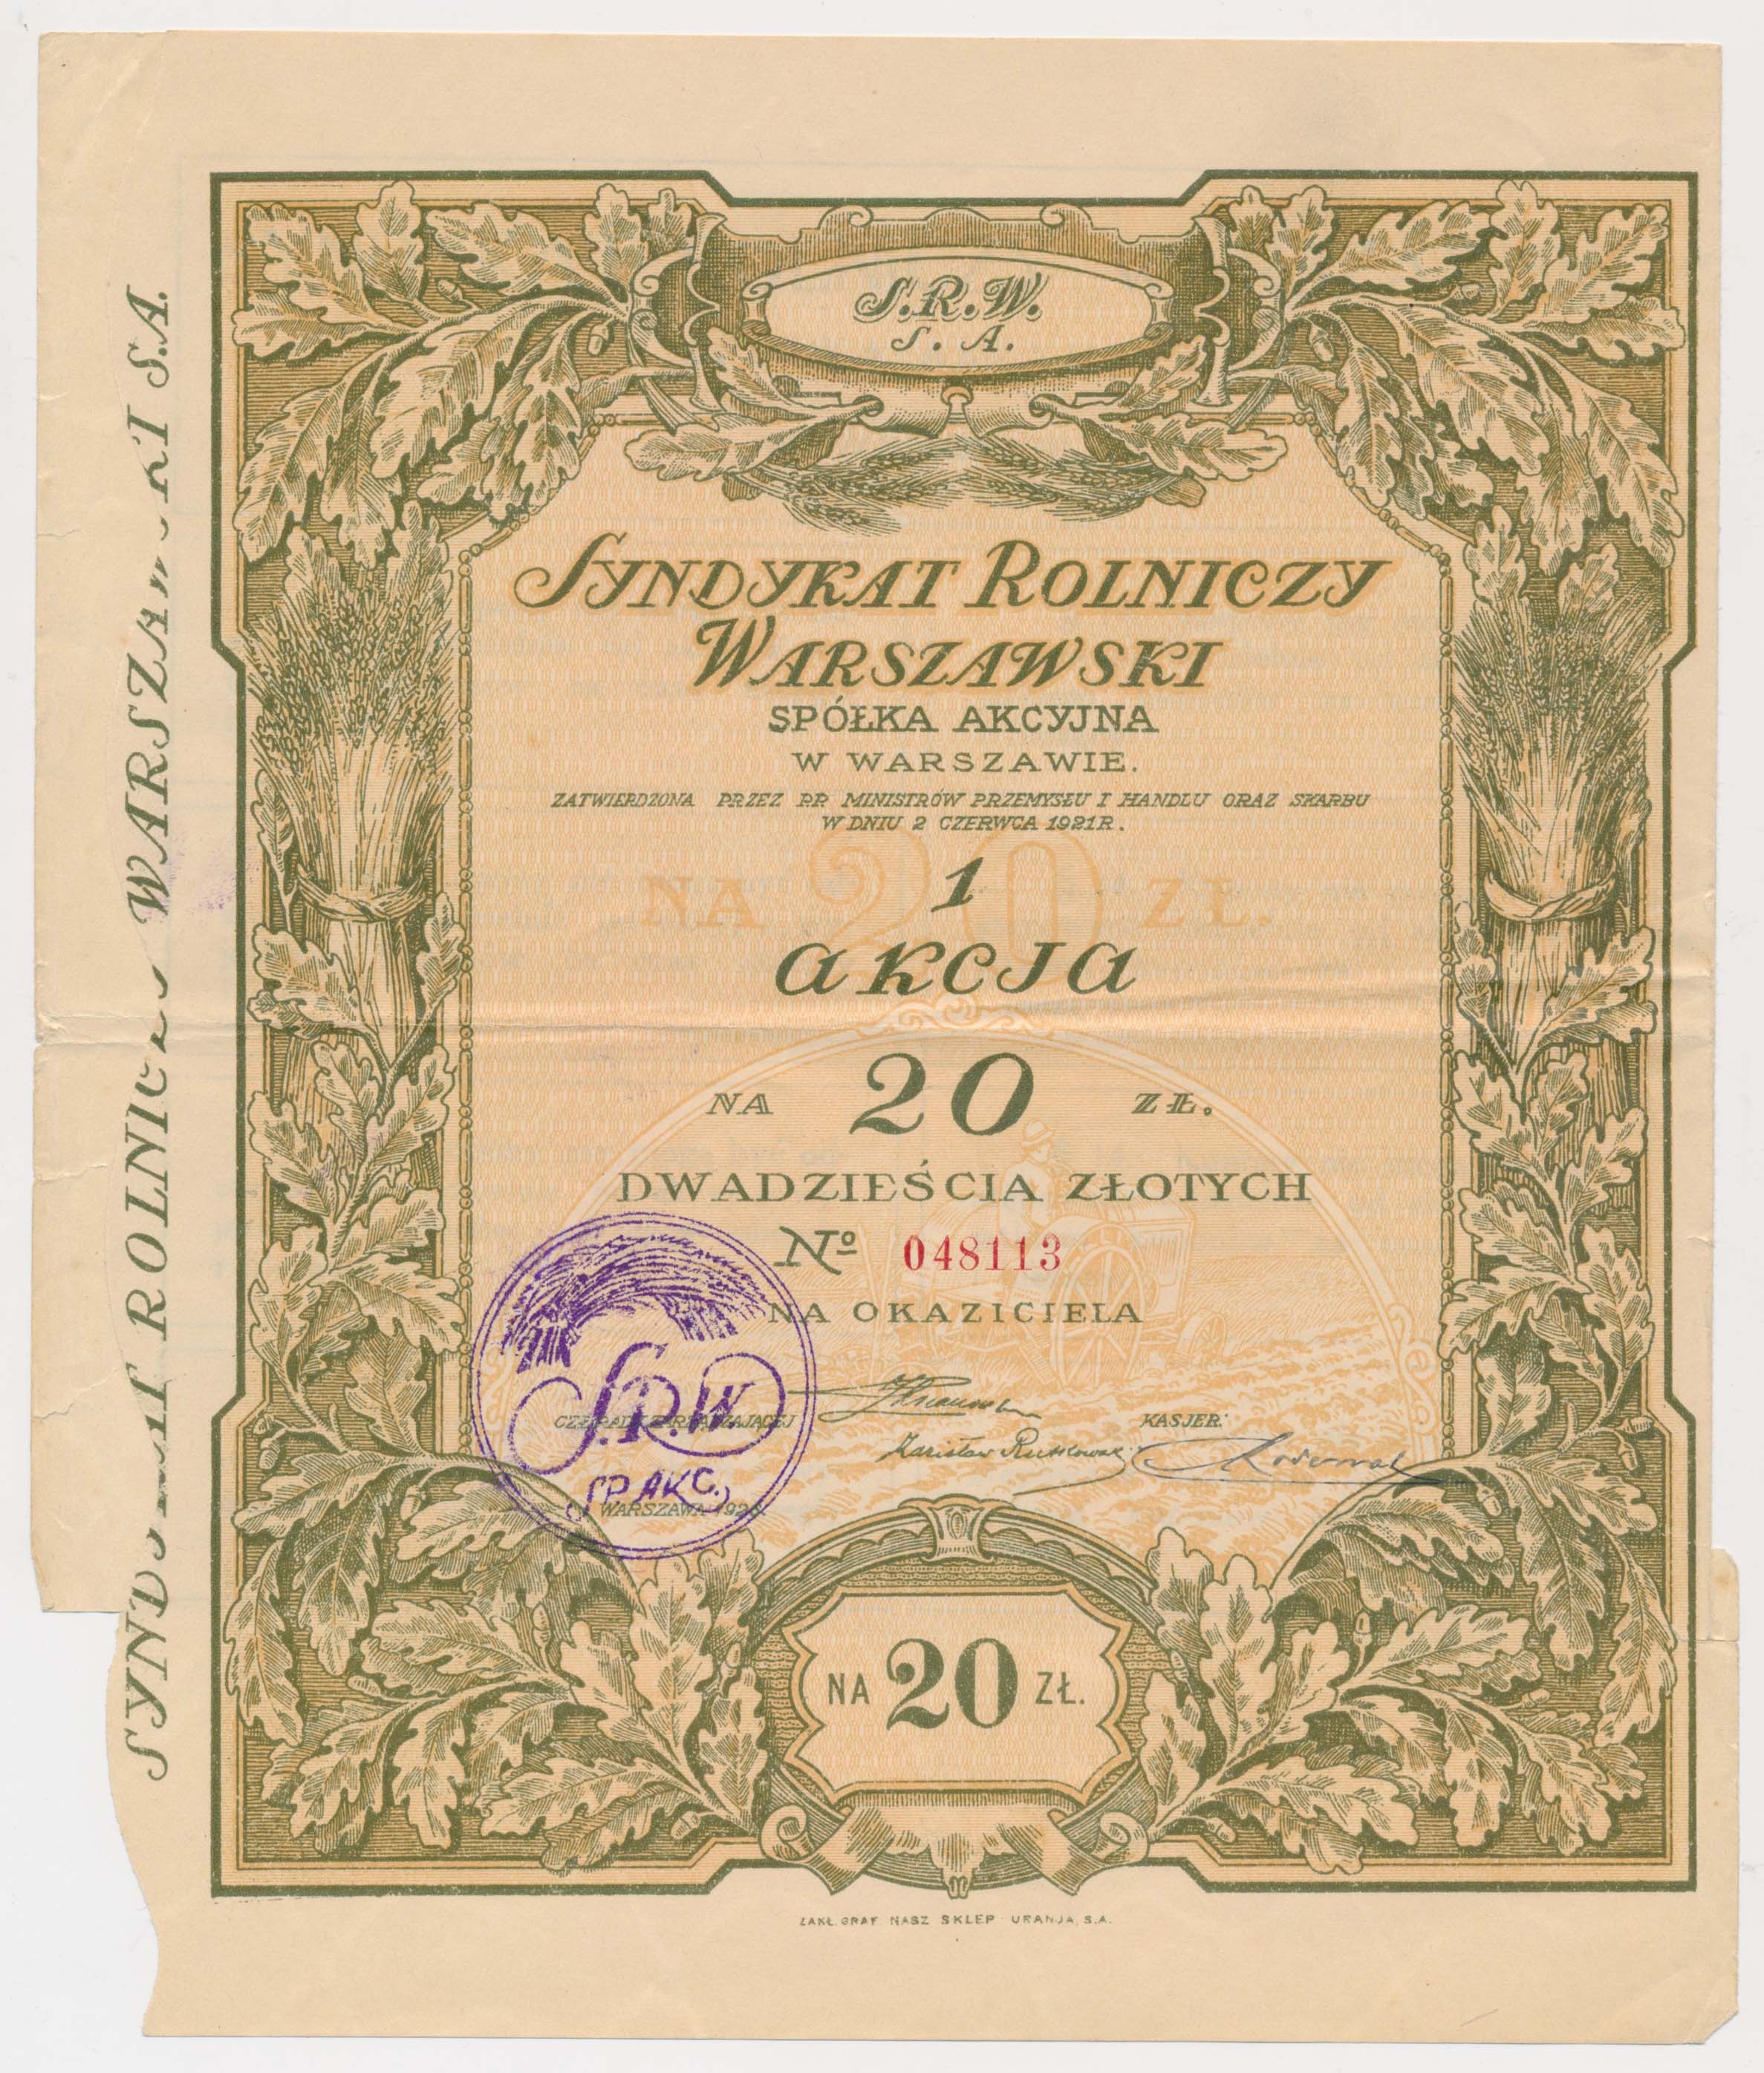 S.R.W.
S. A.
SYNDYKAT ROLNICZY
WARSZAWSKI
SPÓŁKA AKCYJNA
W WARSZAWIE.
ZATWIERDZONA PRZEZ PP. MINISTRÓW PRZEMYSŁU I HANDLU ORAZ SKARBU
W DNIU 2 CZERWCA 1921 R.
NA 20 ZŁ.
1
AKCJA
NA 20 ZŁ.
DWADZIEŚCIA ZŁOTYCH
Nº 048113
NA OKAZICIELA
KASJER:
S.R.W
SP. AKC.
WARSZAWA
NA 20 ZŁ.
ZAKŁ. GRAF. NASZ SKLEP - URANJA, S.A.
WARSZAWSKI S.A.